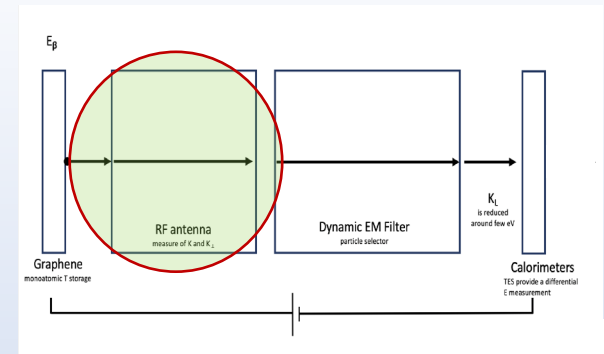 Eβ
RF antenna
measure of K and K⊥
Dynamic EM Filter
particle selector
KL
is reduced
around few eV
Graphene
monoatomic T storage
Calorimeters
TES provide a differential
E measurement